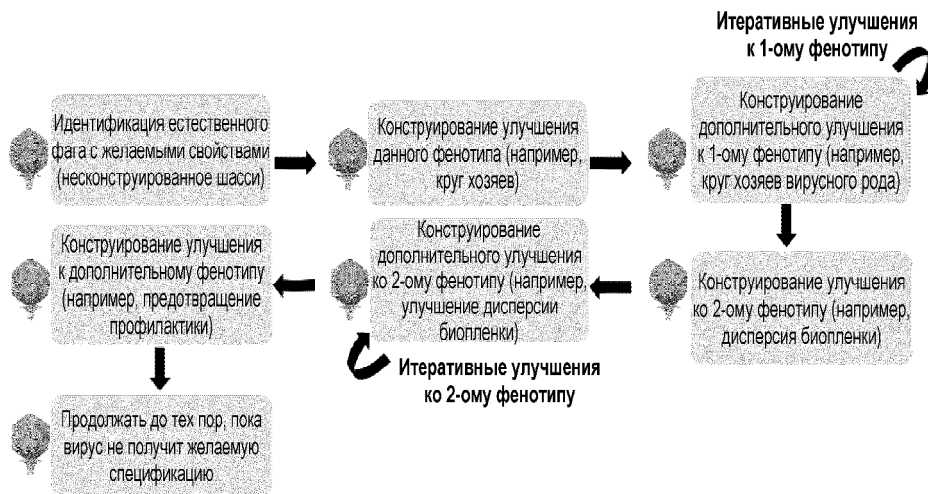 Итеративные улучшения
к 1-ому фенотипу
Идентификация естественного
фага с желаемыми свойствами
(несконструированное шасси)
Конструирование улучшения
данного фенотипа (например,
круг хозяев)
Конструирование
дополнительного улучшения
к 1-ому фенотипу (например,
круг хозяев вирусного рода)
Конструирование улучшения
ко 2-ому фенотипу (например,
дисперсия биопленки)
Конструирование
дополнительного улучшения
ко 2-ому фенотипу (например,
улучшение дисперсии
биопленки)
Итеративные улучшения
ко 2-ому фенотипу
Конструирование улучшения
к дополнительному фенотипу
(например, предотвращение
профилактики)
Продолжать до тех пор, пока
вирус не получит желаемую
спецификацию